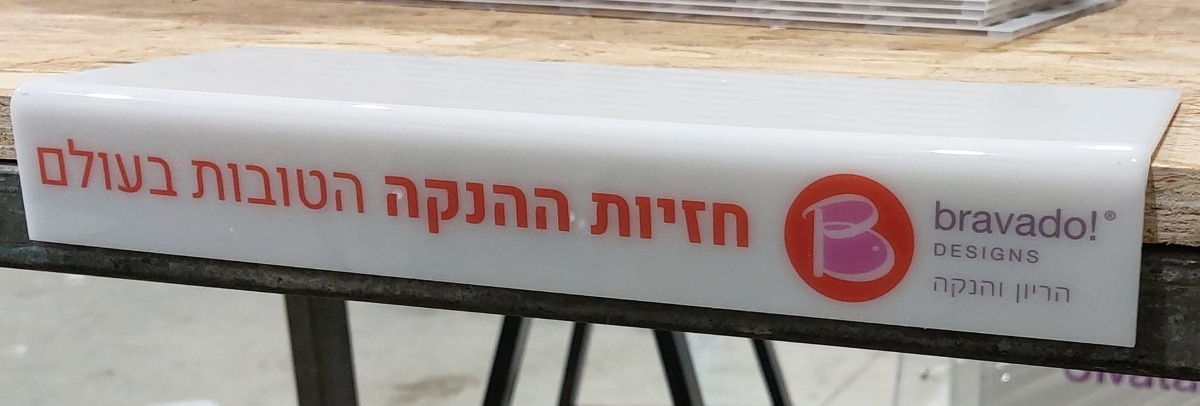 חזיות ההנקה הטובות בעולם
bravado!®
DESIGNS
הריון והנקה